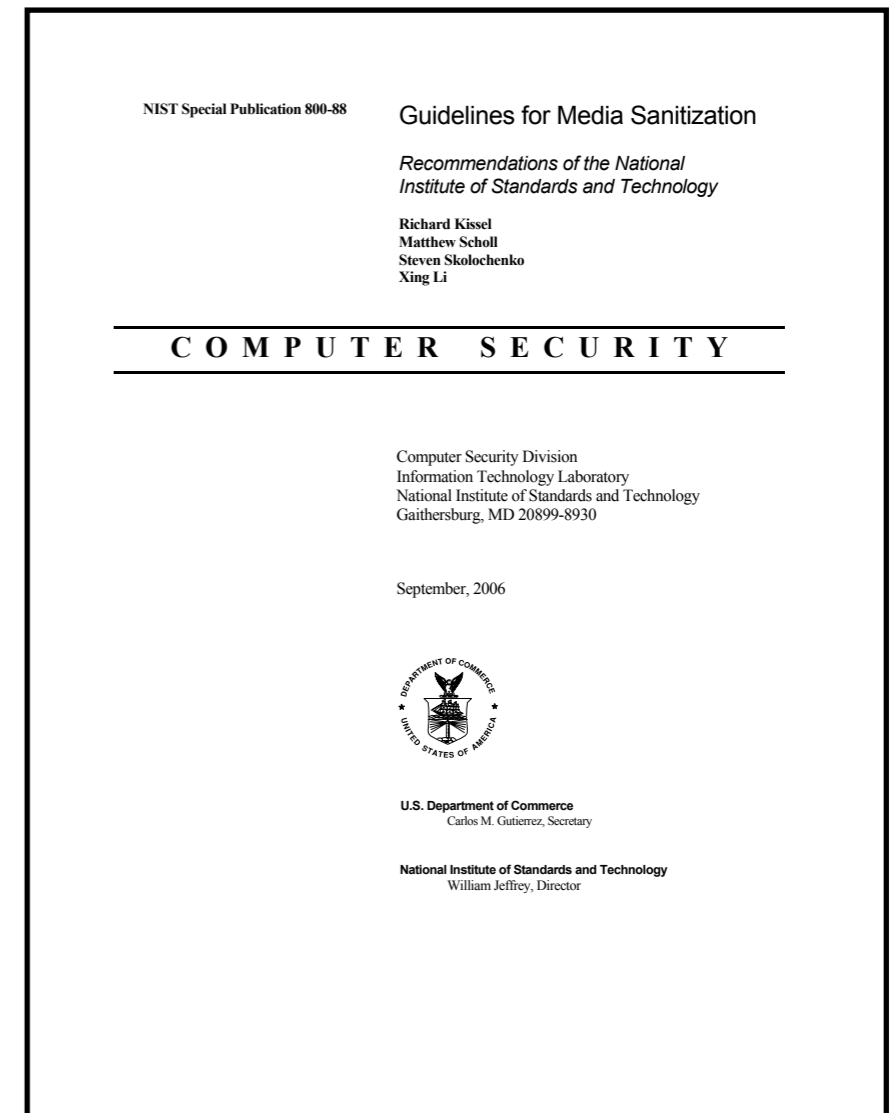 NIST Special Publication 800-88
Guidelines for Media Sanitization
Recommendations of the National
Institute of Standards and Technology
Richard Kissel
Matthew Scholl
Steven Skolochenko
Xing Li
COMPUTER SECURITY
Computer Security Division
Information Technology Laboratory
National Institute of Standards and Technology
Gaithersburg, MD 20899-8930
September, 2006
DEPARTMENT OF COMMERCE
UNITED STATES OF AMERICA
U.S. Department of Commerce
Carlos M. Gutierrez, Secretary
National Institute of Standards and Technology
William Jeffrey, Director